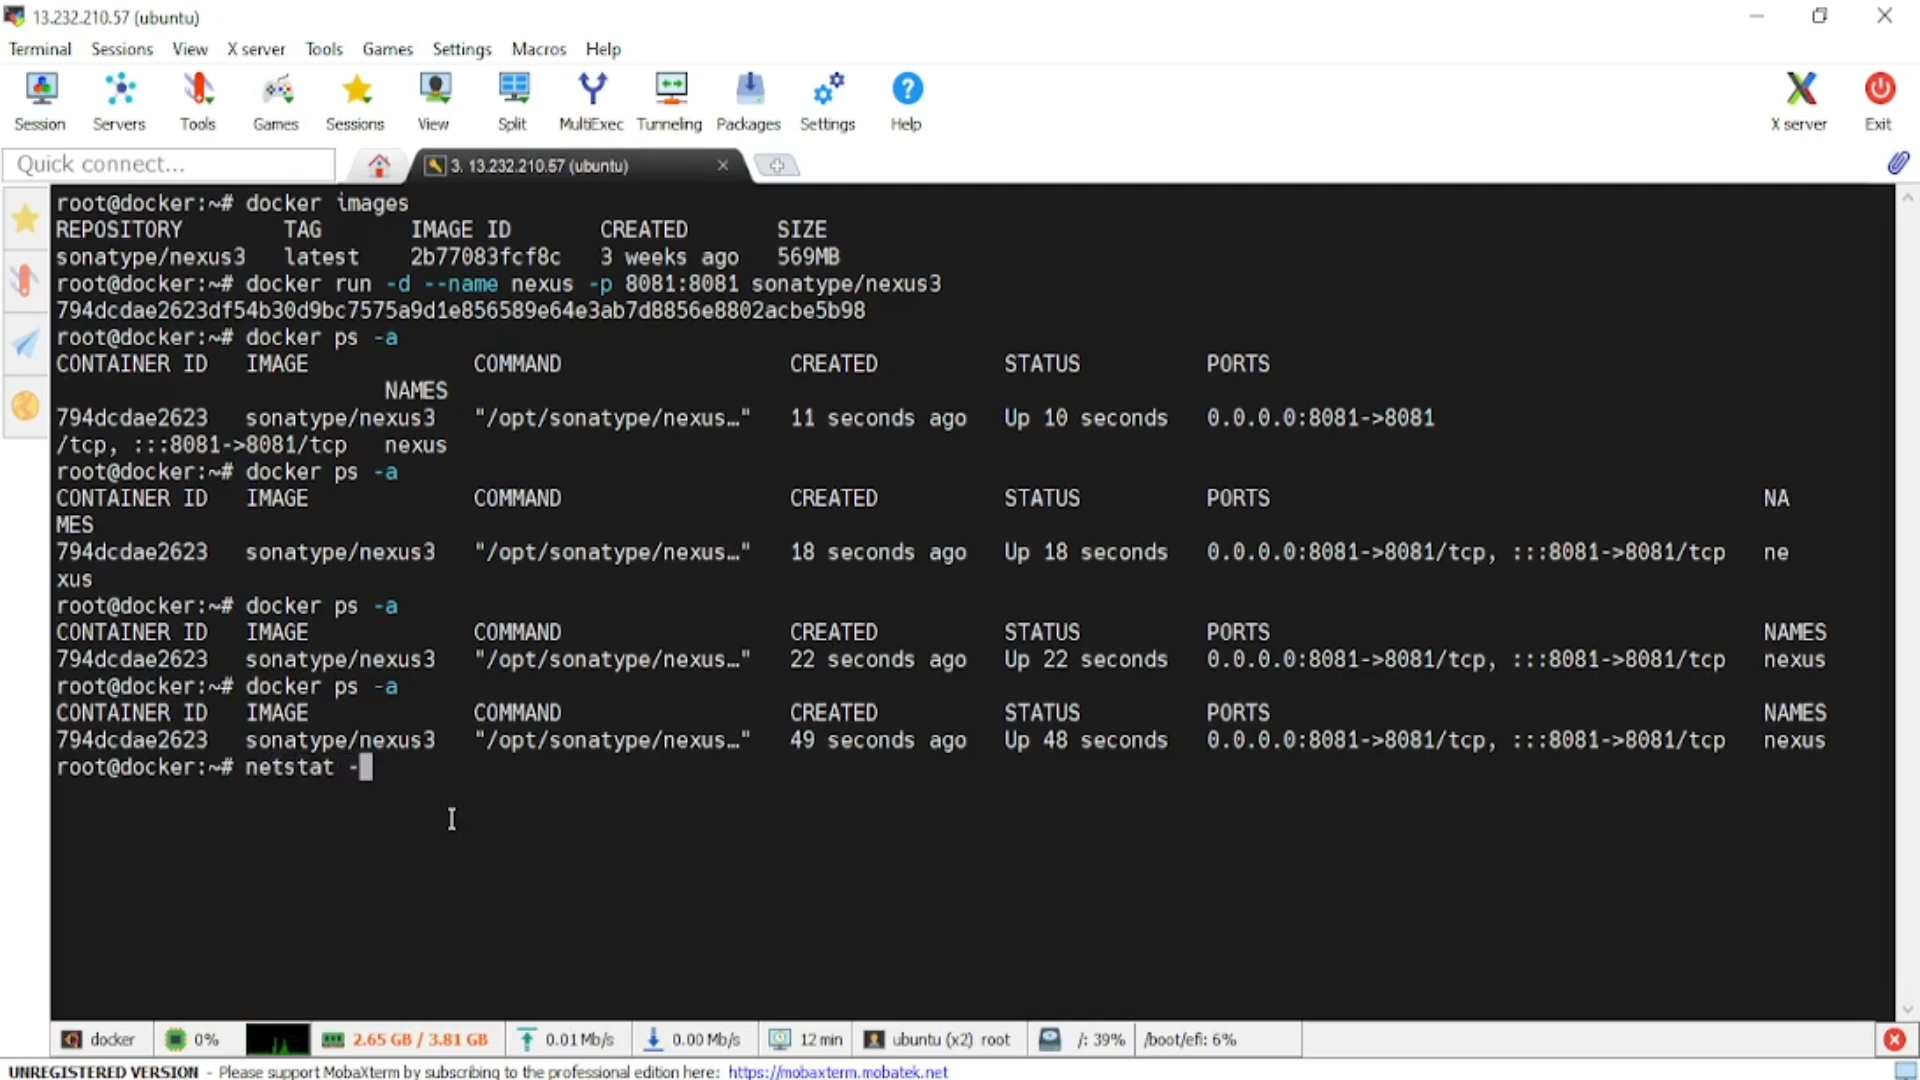 13.232.210.57 (ubuntu)
Terminal Sessions View X server Tools Games Settings Macros Help
Session Servers Tools Games Sessions View Split MultiExec Tunneling Packages Settings Help X server Exit
Quick connect... 3. 13.232.210.57 (ubuntu)
root@docker:~# docker images
REPOSITORY TAG IMAGE ID CREATED SIZE
sonatype/nexus3 latest 2b77083fcf8c 3 weeks ago 569MB
root@docker:~# docker run -d --name nexus -p 8081:8081 sonatype/nexus3
794dcdae2623df54b30d9bc7575a9d1e856589e64e3ab7d8856e8802acbe5b98
root@docker:~# docker ps -a
CONTAINER ID IMAGE COMMAND CREATED STATUS PORTS
NAMES
794dcdae2623 sonatype/nexus3 "/opt/sonatype/nexus…" 11 seconds ago Up 10 seconds 0.0.0.0:8081->8081
/tcp, :::8081->8081/tcp nexus
root@docker:~# docker ps -a
CONTAINER ID IMAGE COMMAND CREATED STATUS PORTS NA
MES
794dcdae2623 sonatype/nexus3 "/opt/sonatype/nexus…" 18 seconds ago Up 18 seconds 0.0.0.0:8081->8081/tcp, :::8081->8081/tcp ne
xus
root@docker:~# docker ps -a
CONTAINER ID IMAGE COMMAND CREATED STATUS PORTS NAMES
794dcdae2623 sonatype/nexus3 "/opt/sonatype/nexus…" 22 seconds ago Up 22 seconds 0.0.0.0:8081->8081/tcp, :::8081->8081/tcp nexus
root@docker:~# docker ps -a
CONTAINER ID IMAGE COMMAND CREATED STATUS PORTS NAMES
794dcdae2623 sonatype/nexus3 "/opt/sonatype/nexus…" 49 seconds ago Up 48 seconds 0.0.0.0:8081->8081/tcp, :::8081->8081/tcp nexus
root@docker:~# netstat -
docker 0% 2.65 GB / 3.81 GB 0.01 Mb/s 0.00 Mb/s 12 min ubuntu (x2) root /: 39% /boot/efi: 6%
UNREGISTERED VERSION - Please support MobaXterm by subscribing to the professional edition here: https://mobaxterm.mobatek.net